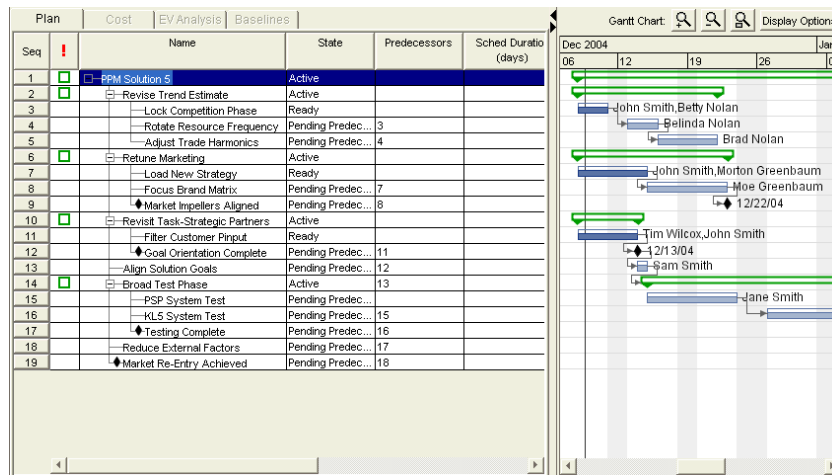 Plan Cost EV Analysis Baselines Gantt Chart: Display Option
Seq ! Name State Predecessors Sched Duratio (days) Dec 2004 Ja
06 12 19 26
1 PPM Solution 5 Active
2 Revise Trend Estimate Active
3 Lock Competition Phase Ready John Smith,Betty Nolan
4 Rotate Resource Frequency Pending Predec... 3 Belinda Nolan
5 Adjust Trade Harmonics Pending Predec... 4 Brad Nolan
6 Retune Marketing Active
7 Load New Strategy Ready John Smith,Morton Greenbaum
8 Focus Brand Matrix Pending Predec... 7 Moe Greenbaum
9 Market Impellers Aligned Pending Predec... 8 12/22/04
10 Revisit Task-Strategic Partners Active
11 Filter Customer Pinput Ready Tim Wilcox,John Smith
12 Goal Orientation Complete Pending Predec... 11 12/13/04
13 Align Solution Goals Pending Predec... 12 Sam Smith
14 Broad Test Phase Active 13
15 PSP System Test Pending Predec... Jane Smith
16 KL5 System Test Pending Predec... 15
17 Testing Complete Pending Predec... 16
18 Reduce External Factors Pending Predec... 17
19 Market Re-Entry Achieved Pending Predec... 18